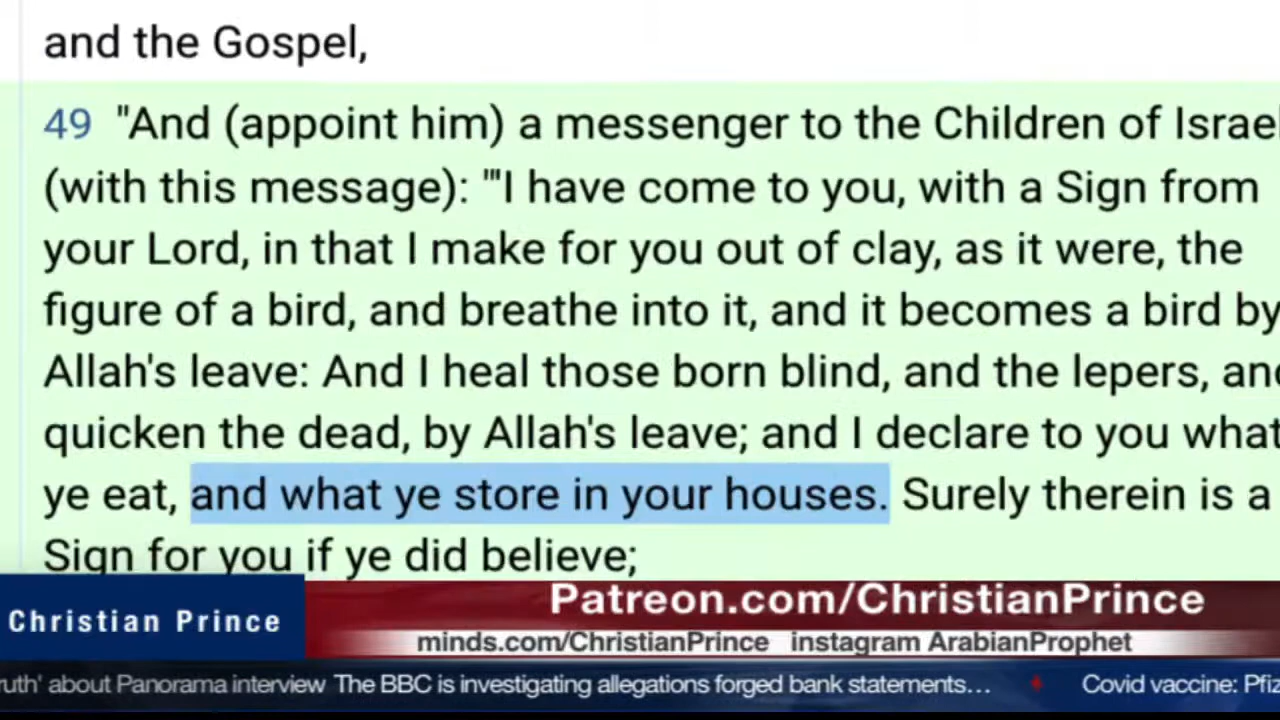 and the Gospel,
49 "And (appoint him) a messenger to the Children of Israel
(with this message): "'I have come to you, with a Sign from
your Lord, in that I make for you out of clay, as it were, the
figure of a bird, and breathe into it, and it becomes a bird by
Allah's leave: And I heal those born blind, and the lepers, and
quicken the dead, by Allah's leave; and I declare to you what
ye eat, and what ye store in your houses. Surely therein is a
Sign for you if ye did believe;
Christian Prince
Patreon.com/ChristianPrince
minds.com/ChristianPrince instagram ArabianProphet
ruth' about Panorama interview The BBC is investigating allegations forged bank statements... Covid vaccine: Pfiz